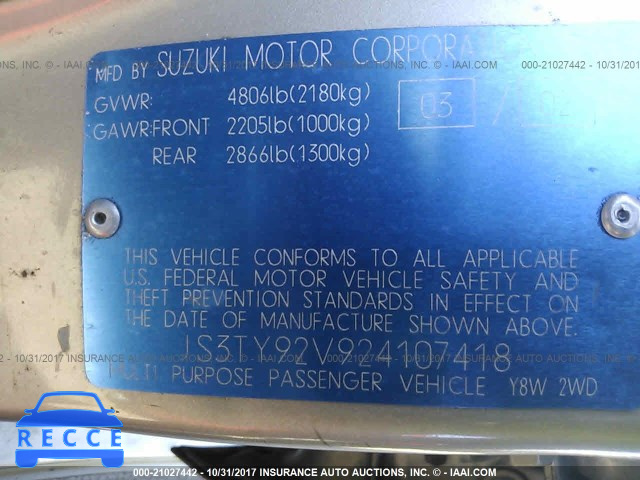 MFD BY SUZUKI MOTOR CORPORA
GVWR: 4806lb(2180kg)
03
GAWR:FRONT 2205lb(1000kg)
REAR 2866lb(1300kg)
THIS VEHICLE CONFORMS TO ALL APPLICABLE
U.S. FEDERAL MOTOR VEHICLE SAFETY AND
THEFT PREVENTION STANDARDS IN EFFECT ON
THE DATE OF MANUFACTURE SHOWN ABOVE.
JS3TY92V924107418
MULTI PURPOSE PASSENGER VEHICLE Y8W 2WD
RECCE
000-21027442 - 10/31/2017 INSURANCE AUTO AUCTIONS, INC. - © IAAI.COM